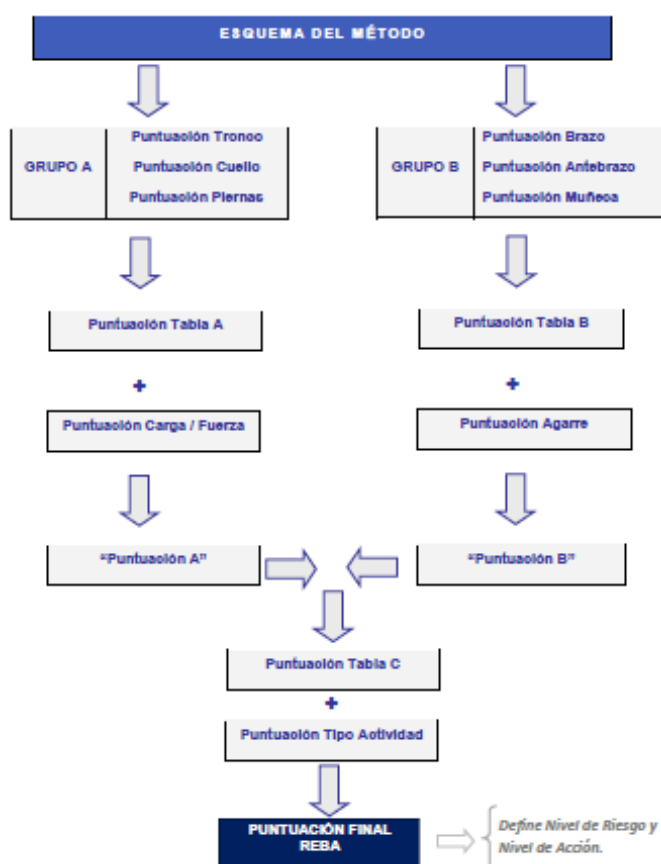 ESQUEMA DEL MÉTODO
GRUPO A
Puntuación Tronco
Puntuación Cuello
Puntuación Piernas
GRUPO B
Puntuación Brazo
Puntuación Antebrazo
Puntuación Muñeca
Puntuación Tabla A
+
Puntuación Carga / Fuerza
"Puntuación A"
Puntuación Tabla B
+
Puntuación Agarre
"Puntuación B"
Puntuación Tabla C
+
Puntuación Tipo Actividad
PUNTUACIÓN FINAL
REBA
Define Nivel de Riesgo y
Nivel de Acción.